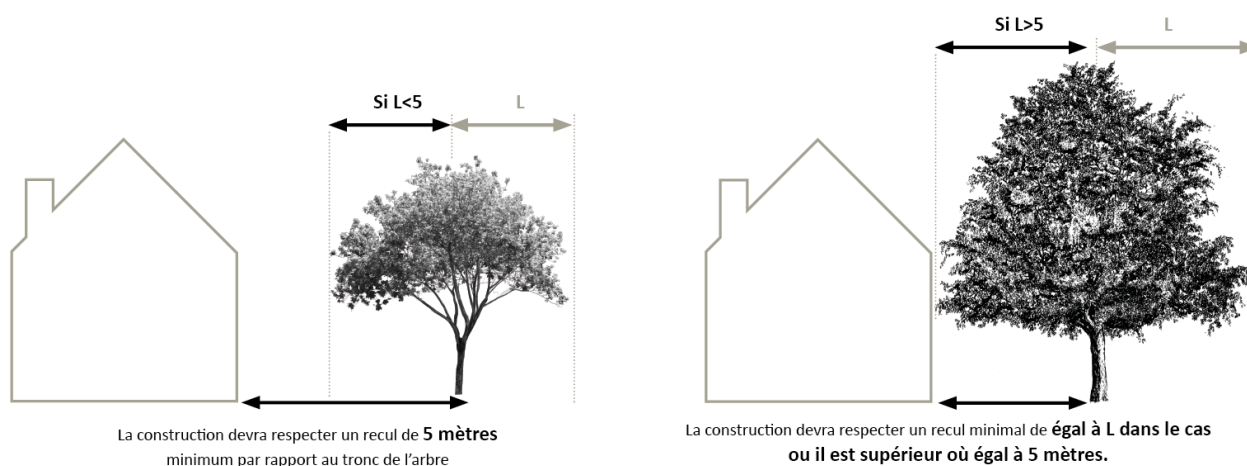 Si L<5
L
La construction devra respecter un recul de 5 mètres
minimum par rapport au tronc de l'arbre
Si L>5
L
La construction devra respecter un recul minimal de égal à L dans le cas
ou il est supérieur où égal à 5 mètres.